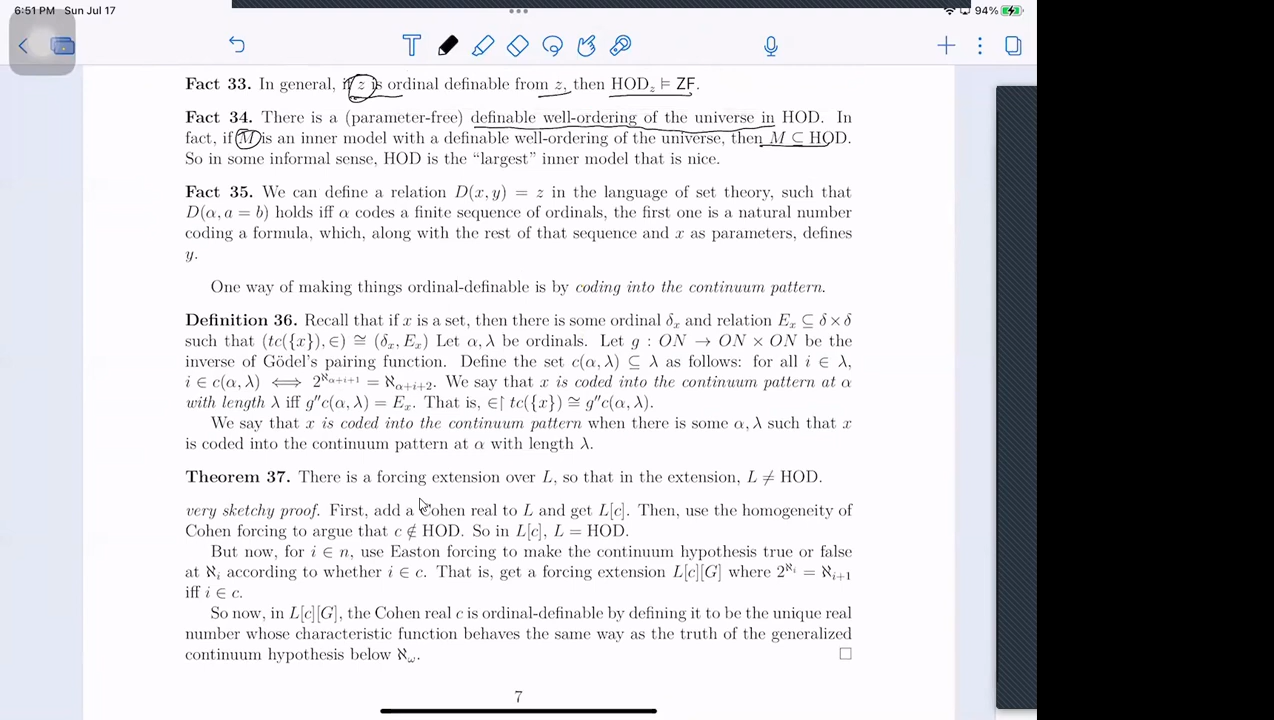 6:51 PM Sun Jul 17
94%
T
Fact 33. In general, if z is ordinal definable from z, then HOD_z ⊨ ZF.
Fact 34. There is a (parameter-free) definable well-ordering of the universe in HOD. In
fact, if M is an inner model with a definable well-ordering of the universe, then M ⊆ HOD.
So in some informal sense, HOD is the “largest” inner model that is nice.
Fact 35. We can define a relation D(x, y) = z in the language of set theory, such that
D(α, a = b) holds iff α codes a finite sequence of ordinals, the first one is a natural number
coding a formula, which, along with the rest of that sequence and x as parameters, defines
y.
One way of making things ordinal-definable is by coding into the continuum pattern.
Definition 36. Recall that if x is a set, then there is some ordinal δ_x and relation E_x ⊆ δ × δ
such that (tc({x}), ∈) ≅ (δ_x, E_x) Let α, λ be ordinals. Let g : ON → ON × ON be the
inverse of Gödel's pairing function. Define the set c(α, λ) ⊆ λ as follows: for all i ∈ λ,
i ∈ c(α, λ) ⟺ 2^{ℵ_{α+i+1}} = ℵ_{α+i+2}. We say that x is coded into the continuum pattern at α
with length λ iff g″c(α, λ) = E_x. That is, ∈↾ tc({x}) ≅ g″c(α, λ).
We say that x is coded into the continuum pattern when there is some α, λ such that x
is coded into the continuum pattern at α with length λ.
Theorem 37. There is a forcing extension over L, so that in the extension, L ≠ HOD.
very sketchy proof. First, add a Cohen real to L and get L[c]. Then, use the homogeneity of
Cohen forcing to argue that c ∉ HOD. So in L[c], L = HOD.
But now, for i ∈ n, use Easton forcing to make the continuum hypothesis true or false
at ℵ_i according to whether i ∈ c. That is, get a forcing extension L[c][G] where 2^{ℵ_i} = ℵ_{i+1}
iff i ∈ c.
So now, in L[c][G], the Cohen real c is ordinal-definable by defining it to be the unique real
number whose characteristic function behaves the same way as the truth of the generalized
continuum hypothesis below ℵ_ω. □
7